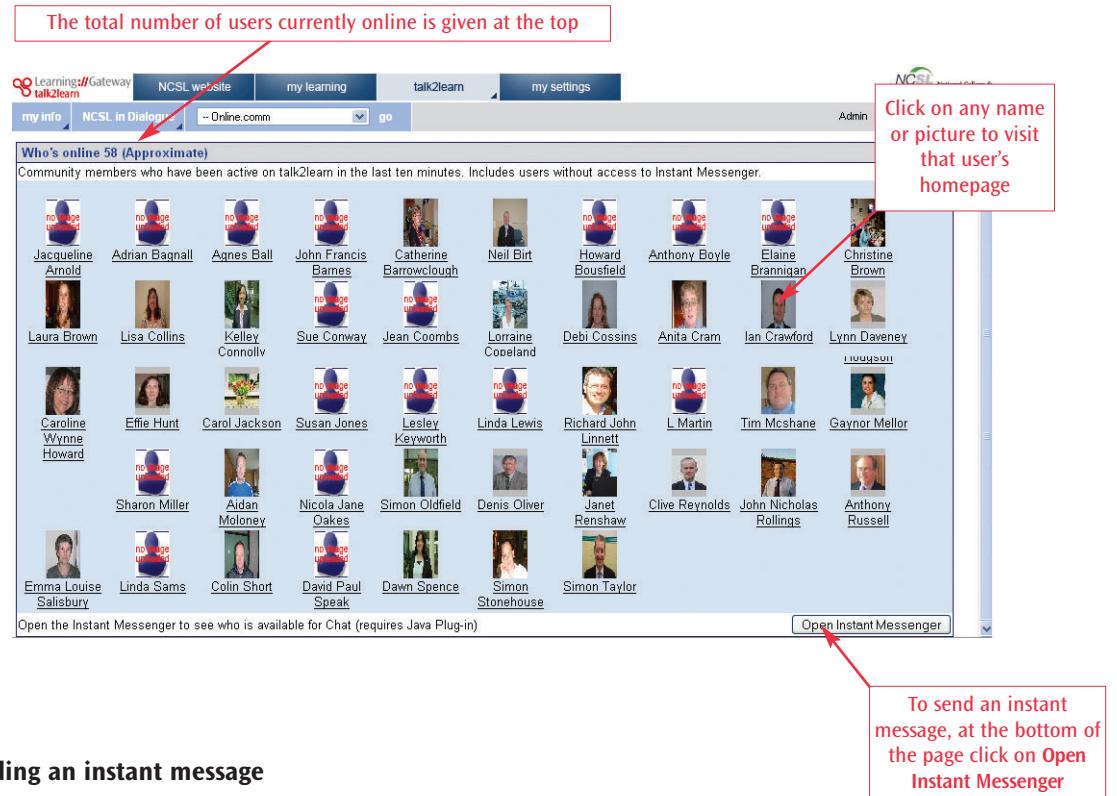 The total number of users currently online is given at the top
Learning://Gateway
talk2learn
NCSL website
my learning
talk2learn
my settings
NCSL
my info
NCSL in Dialogue
-- Online.comm
go
Admin
Click on any name
or picture to visit
that user's
homepage
Who's online 58 (Approximate)
Community members who have been active on talk2learn in the last ten minutes. Includes users without access to Instant Messenger.
Jacqueline Arnold
Adrian Bagnall
Agnes Ball
John Francis Barnes
Catherine Barrowclough
Neil Birt
Howard Bousfield
Anthony Boyle
Elaine Brannigan
Christine Brown
Laura Brown
Lisa Collins
Kelley Connolly
Sue Conway
Jean Coombs
Lorraine Copeland
Debi Cossins
Anita Cram
Ian Crawford
Lynn Daveney
Hodgson
Caroline Wynne Howard
Effie Hunt
Carol Jackson
Susan Jones
Lesley Keyworth
Linda Lewis
Richard John Linnett
L Martin
Tim Mcshane
Gaynor Mellor
Sharon Miller
Aidan Moloney
Nicola Jane Oakes
Simon Oldfield
Denis Oliver
Janet Renshaw
Clive Reynolds
John Nicholas Rollings
Anthony Russell
Emma Louise Salisbury
Linda Sams
Colin Short
David Paul Speak
Dawn Spence
Simon Stonehouse
Simon Taylor
Open the Instant Messenger to see who is available for Chat (requires Java Plug-in)
Open Instant Messenger
To send an instant
message, at the bottom of
the page click on Open
Instant Messenger
ling an instant message